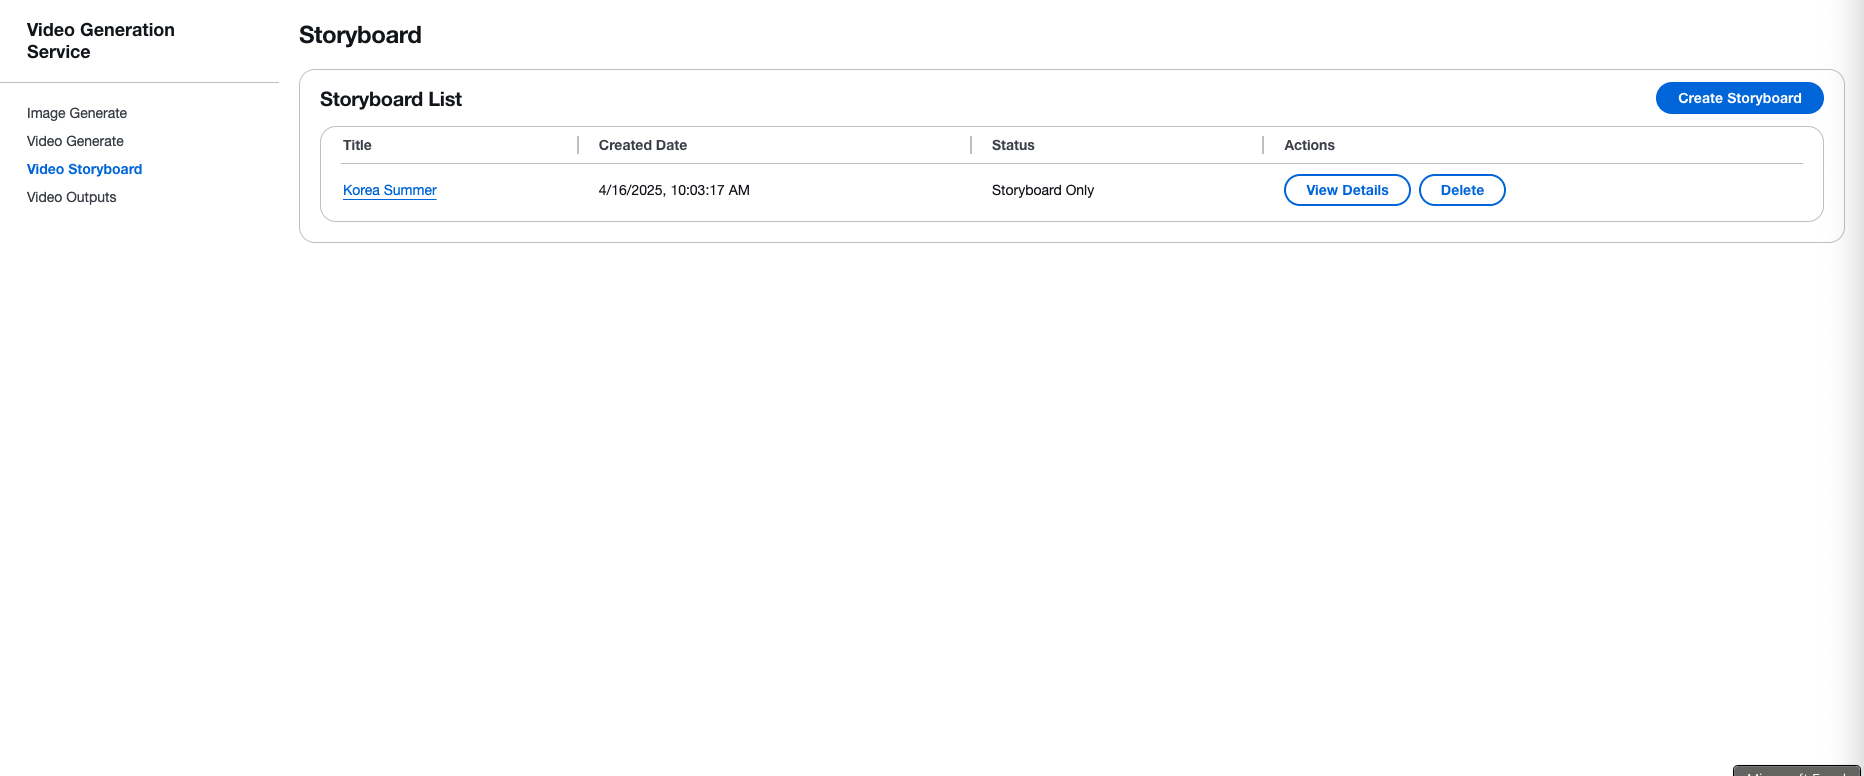 Video Generation
Service
Image Generate
Video Generate
Video Storyboard
Video Outputs
Storyboard
Storyboard List
Create Storyboard
Title
Created Date
Status
Actions
Korea Summer
4/16/2025, 10:03:17 AM
Storyboard Only
View Details
Delete